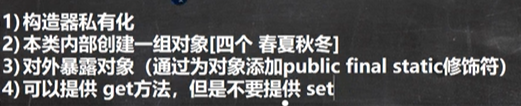 1) 构造器私有化
2) 本类内部创建一组对象[四个 春夏秋冬]
3) 对外暴露对象（通过为对象添加public final static修饰符）
4) 可以提供 get方法，但是不要提供 set